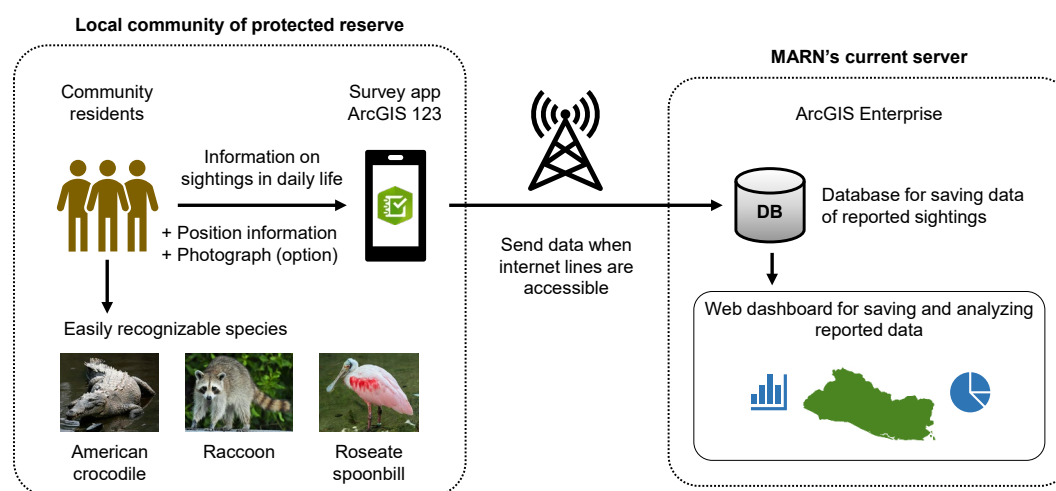 Local community of protected reserve
Community
residents
Survey app
ArcGIS 123
Information on
sightings in daily life
+ Position information
+ Photograph (option)
Easily recognizable species
American
crocodile
Raccoon
Roseate
spoonbill
Send data when
internet lines are
accessible
MARN's current server
ArcGIS Enterprise
DB
Database for saving data
of reported sightings
Web dashboard for saving and analyzing
reported data